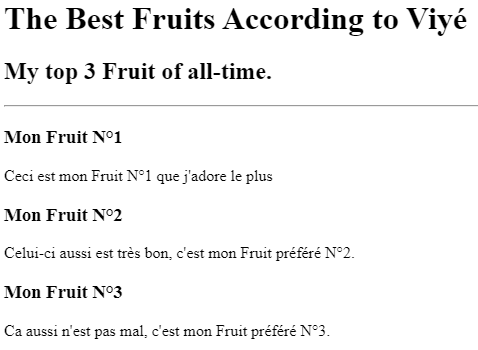 The Best Fruits According to Viyé
My top 3 Fruit of all-time.
Mon Fruit N°1
Ceci est mon Fruit N°1 que j'adore le plus
Mon Fruit N°2
Celui-ci aussi est très bon, c'est mon Fruit préféré N°2.
Mon Fruit N°3
Ca aussi n'est pas mal, c'est mon Fruit préféré N°3.